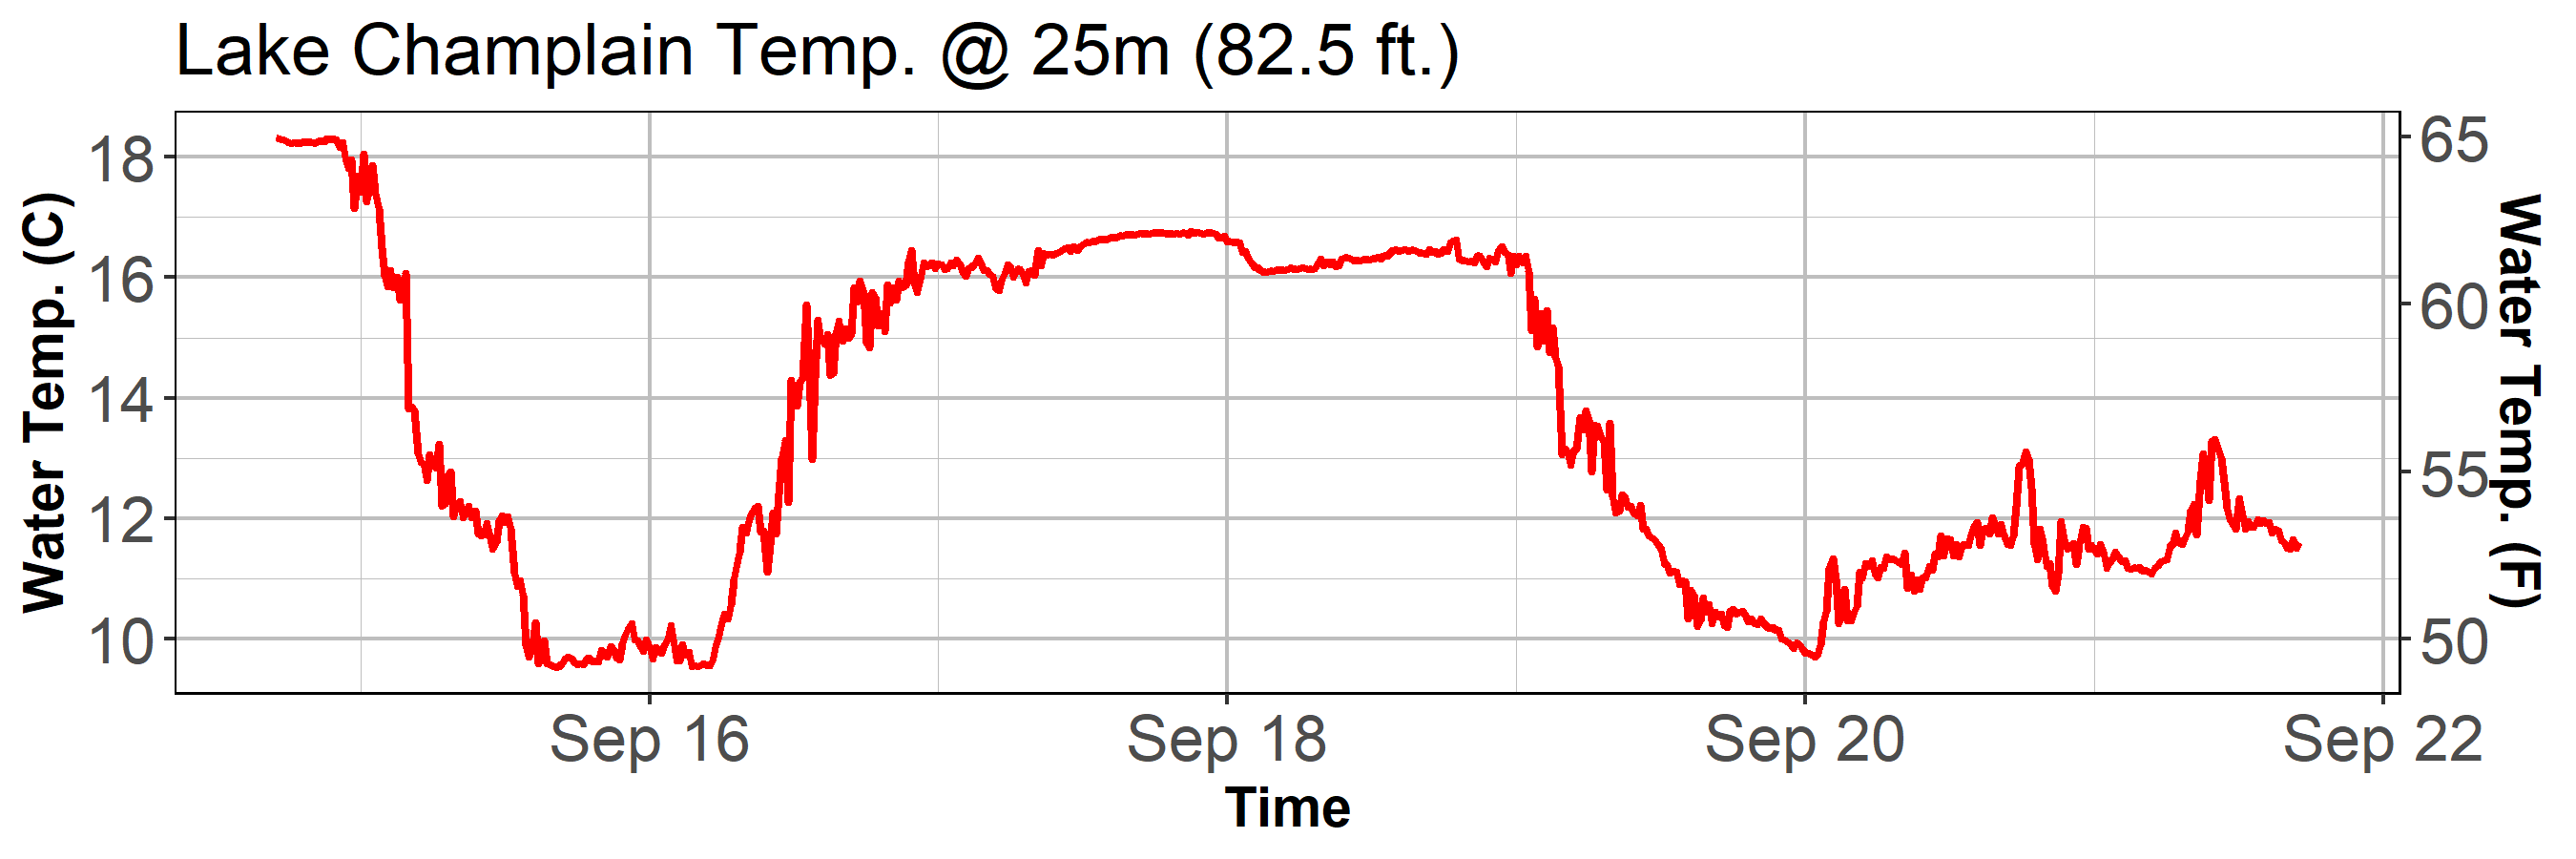 Lake Champlain Temp. @ 25m (82.5 ft.)
Water Temp. (C)
18
16
14
12
10
65
60
55
50
Water Temp. (F)
Sep 16
Sep 18
Sep 20
Sep 22
Time